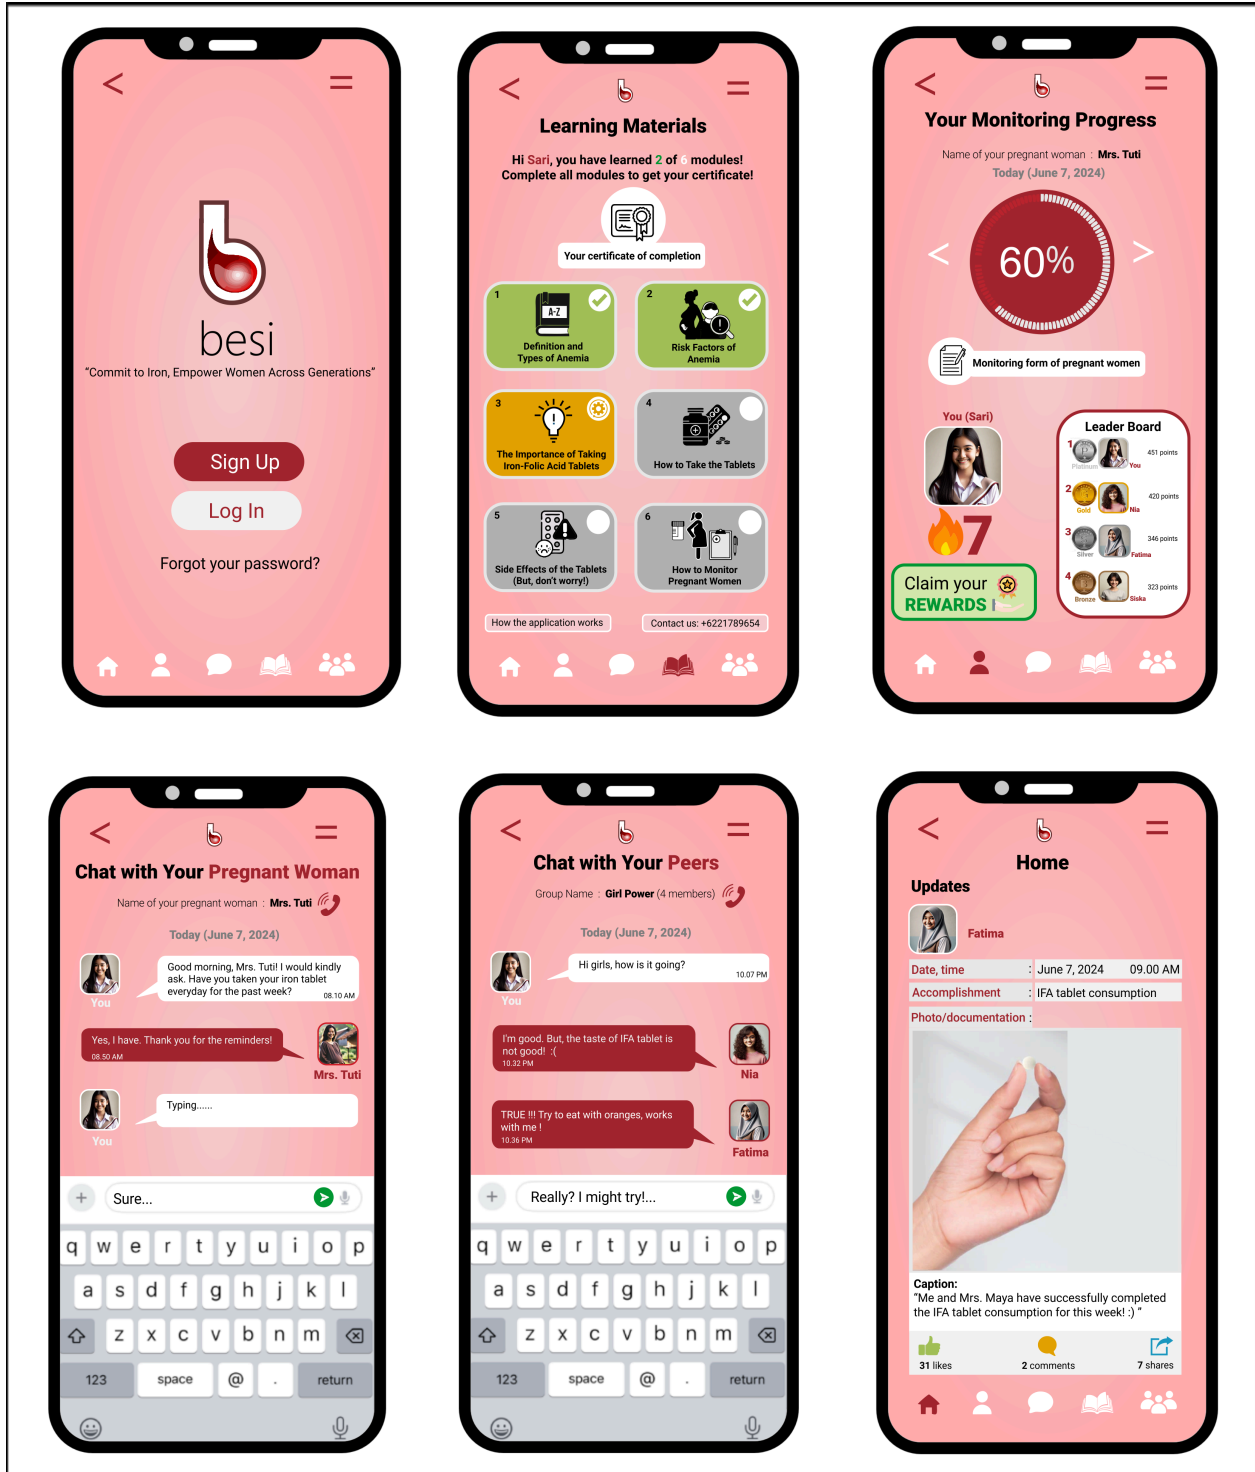 besi
“Commit to Iron, Empower Women Across Generations”
Sign Up
Log In
Forgot your password?
Learning Materials
Hi Sari, you have learned 2 of 6 modules!
Complete all modules to get your certificate!
Your certificate of completion
1
A-Z
Definition and
Types of Anemia
2
Risk Factors of
Anemia
3
The Importance of Taking
Iron-Folic Acid Tablets
4
How to Take the Tablets
5
Side Effects of the Tablets
(But, don't worry!)
6
How to Monitor
Pregnant Women
How the application works
Contact us: +6221789654
Your Monitoring Progress
Name of your pregnant woman : Mrs. Tuti
Today (June 7, 2024)
60%
Monitoring form of pregnant women
You (Sari)
7
Claim your
REWARDS
Leader Board
1
Platinum
You
451 points
2
Gold
Nia
420 points
3
Silver
Fatima
346 points
4
Bronze
Siska
323 points
Chat with Your Pregnant Woman
Name of your pregnant woman : Mrs. Tuti
Today (June 7, 2024)
Good morning, Mrs. Tuti! I would kindly
ask. Have you taken your iron tablet
everyday for the past week?
08.10 AM
You
Yes, I have. Thank you for the reminders!
08.50 AM
Mrs. Tuti
Typing......
You
Sure...
q w e r t y u i o p
a s d f g h j k l
z x c v b n m
123 space @ . return
Chat with Your Peers
Group Name : Girl Power (4 members)
Today (June 7, 2024)
Hi girls, how is it going?
10.07 PM
You
I'm good. But, the taste of IFA tablet is
not good! :(
10.32 PM
Nia
TRUE !!! Try to eat with oranges, works
with me !
10.36 PM
Fatima
Really? I might try!...
q w e r t y u i o p
a s d f g h j k l
z x c v b n m
123 space @ . return
Home
Updates
Fatima
Date, time : June 7, 2024 09.00 AM
Accomplishment : IFA tablet consumption
Photo/documentation :
Caption:
“Me and Mrs. Maya have successfully completed
the IFA tablet consumption for this week! :) ”
31 likes
2 comments
7 shares